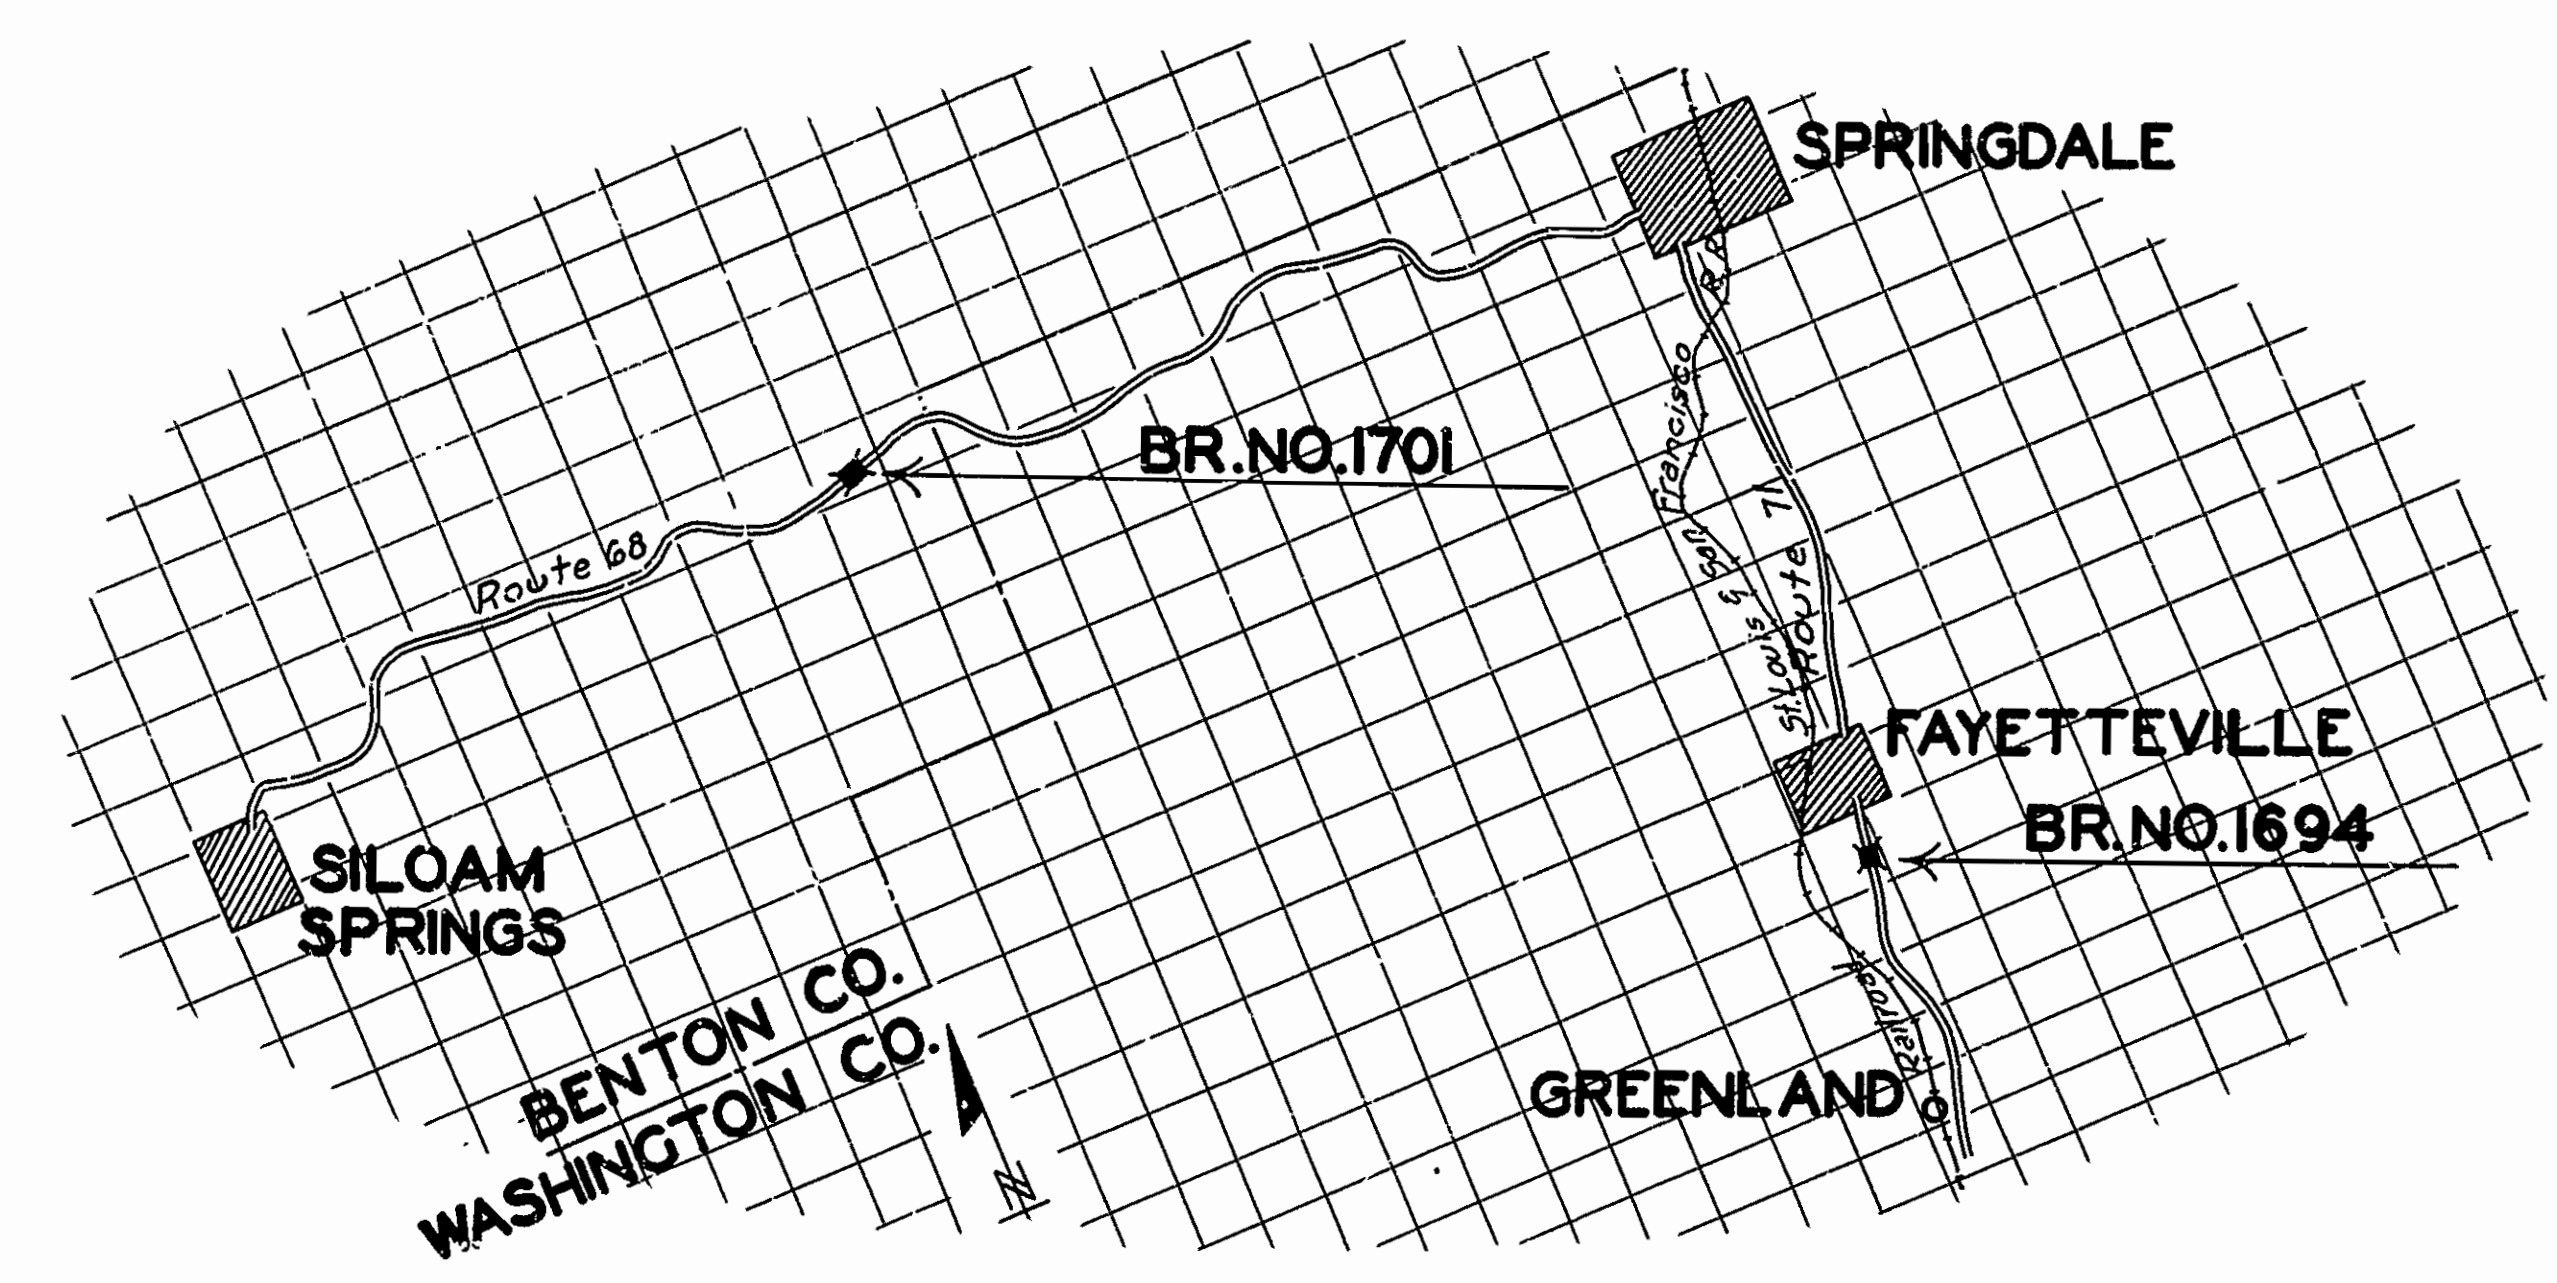 SPRINGDALE
R R
Francisco
BR.NO.1701
Route 71
Route 68
San
St. Louis &
FAYETTEVILLE
BR.NO.1694
SILOAM
SPRINGS
BENTON CO.
WASHINGTON CO.
Railroad
GREENLAND
N